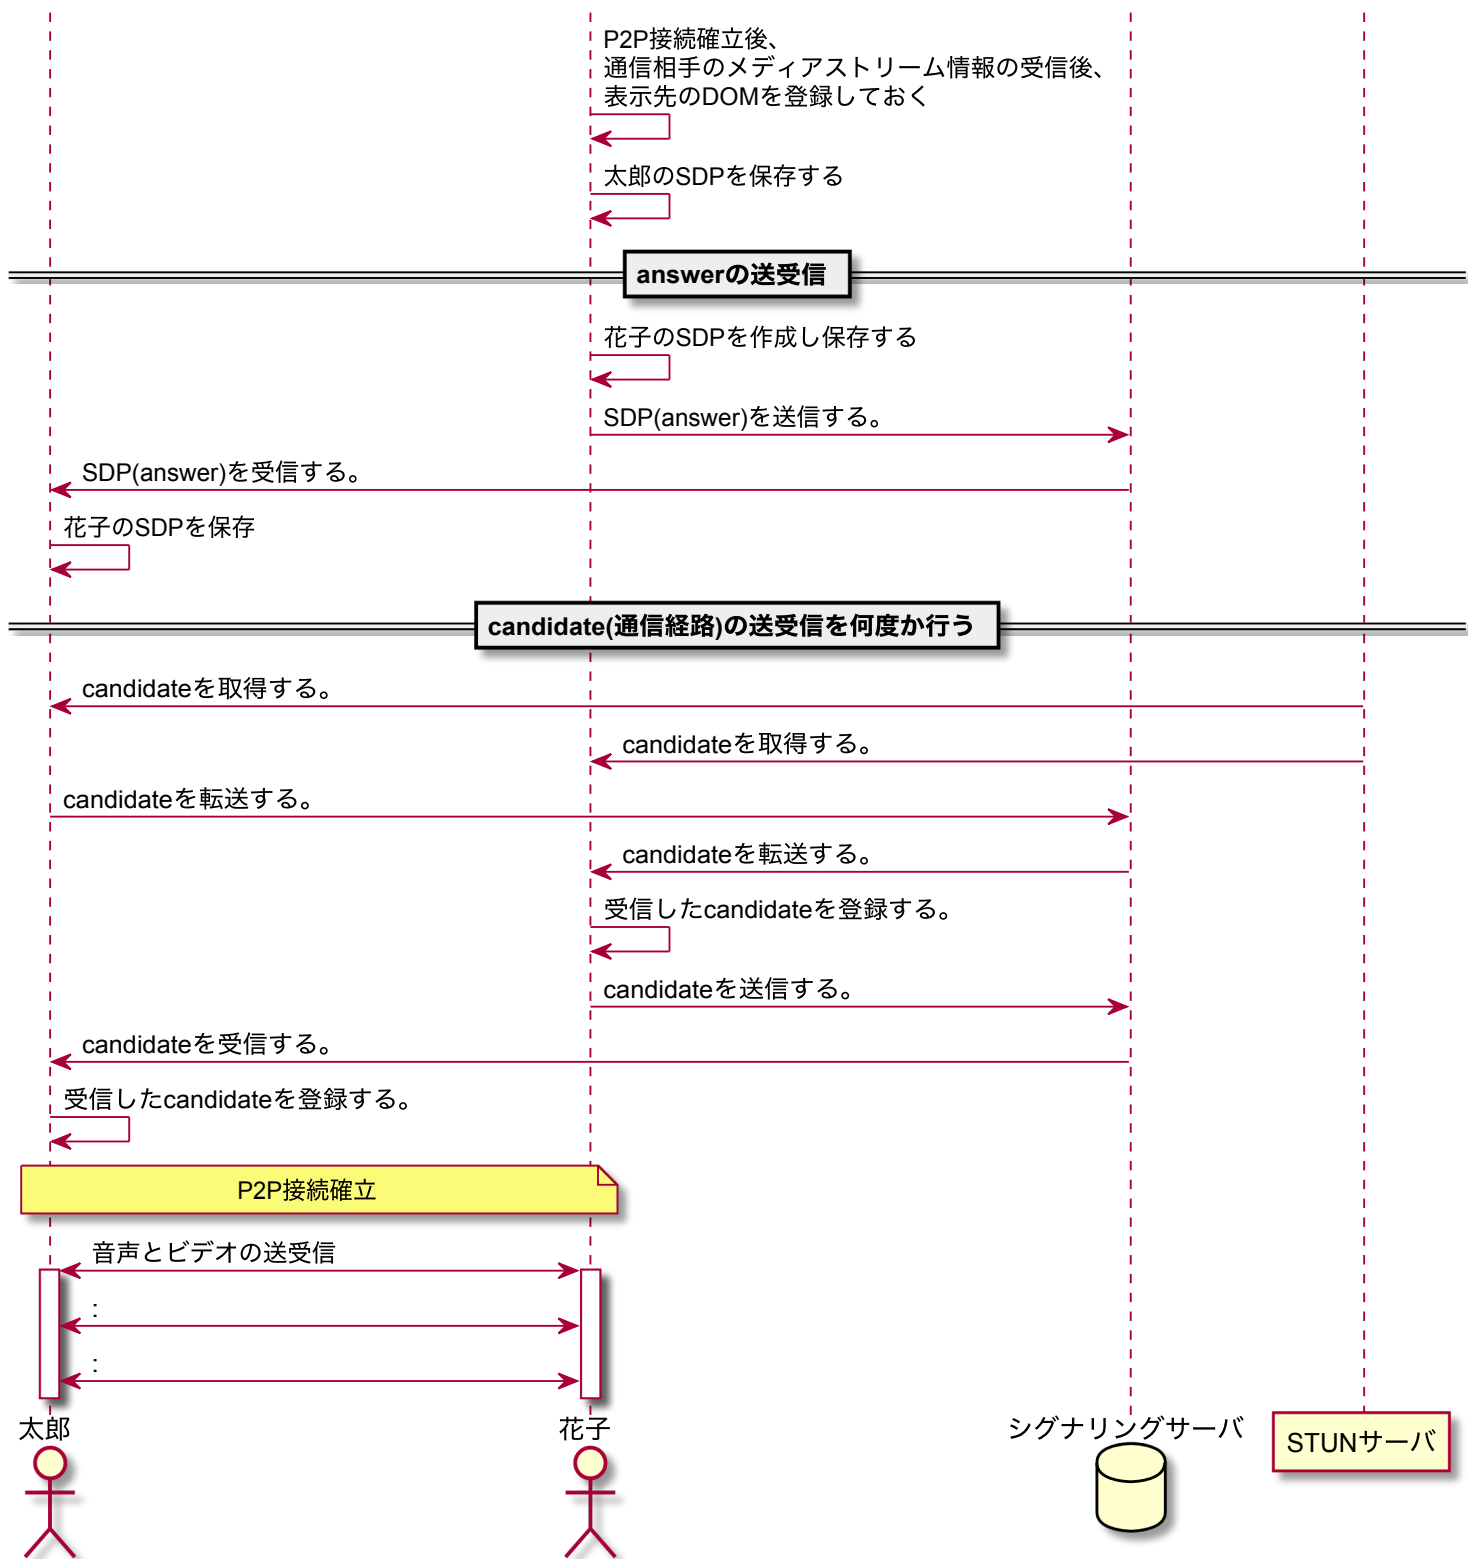 P2P接続確立後、
通信相手のメディアストリーム情報の受信後、
表示先のDOMを登録しておく
太郎のSDPを保存する
answerの送受信
花子のSDPを作成し保存する
SDP(answer)を送信する。
SDP(answer)を受信する。
花子のSDPを保存
candidate(通信経路)の送受信を何度か行う
candidateを取得する。
candidateを取得する。
candidateを転送する。
candidateを転送する。
受信したcandidateを登録する。
candidateを送信する。
candidateを受信する。
受信したcandidateを登録する。
P2P接続確立
音声とビデオの送受信
:
:
太郎
花子
シグナリングサーバ
STUNサーバ